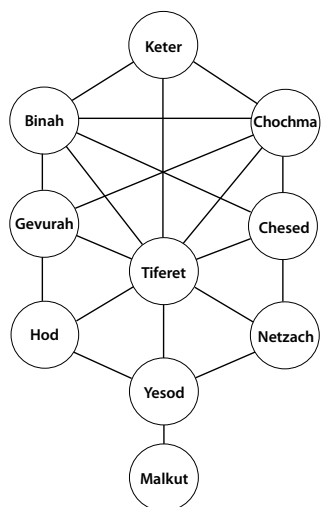 Keter
Binah
Chochma
Gevurah
Chesed
Tiferet
Hod
Netzach
Yesod
Malkut